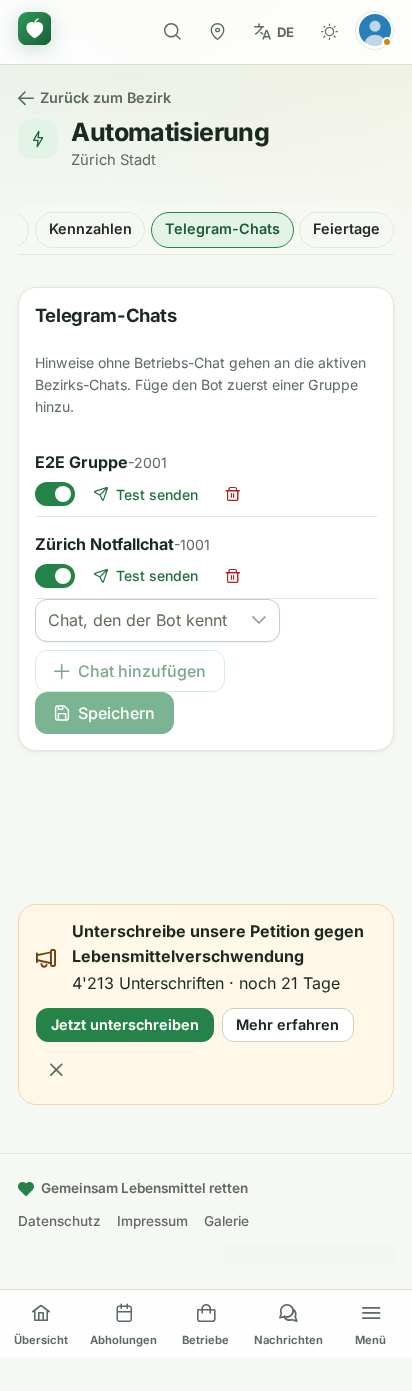 DE
Zurück zum Bezirk
Automatisierung
Zürich Stadt
Kennzahlen
Telegram-Chats
Feiertage
Telegram-Chats
Hinweise ohne Betriebs-Chat gehen an die aktiven
Bezirks-Chats. Füge den Bot zuerst einer Gruppe
hinzu.
E2E Gruppe-2001
Test senden
Zürich Notfallchat-1001
Test senden
Chat, den der Bot kennt
Chat hinzufügen
Speichern
Unterschreibe unsere Petition gegen
Lebensmittelverschwendung
4'213 Unterschriften · noch 21 Tage
Jetzt unterschreiben
Mehr erfahren
Gemeinsam Lebensmittel retten
Datenschutz Impressum Galerie
Übersicht Abholungen Betriebe Nachrichten Menü